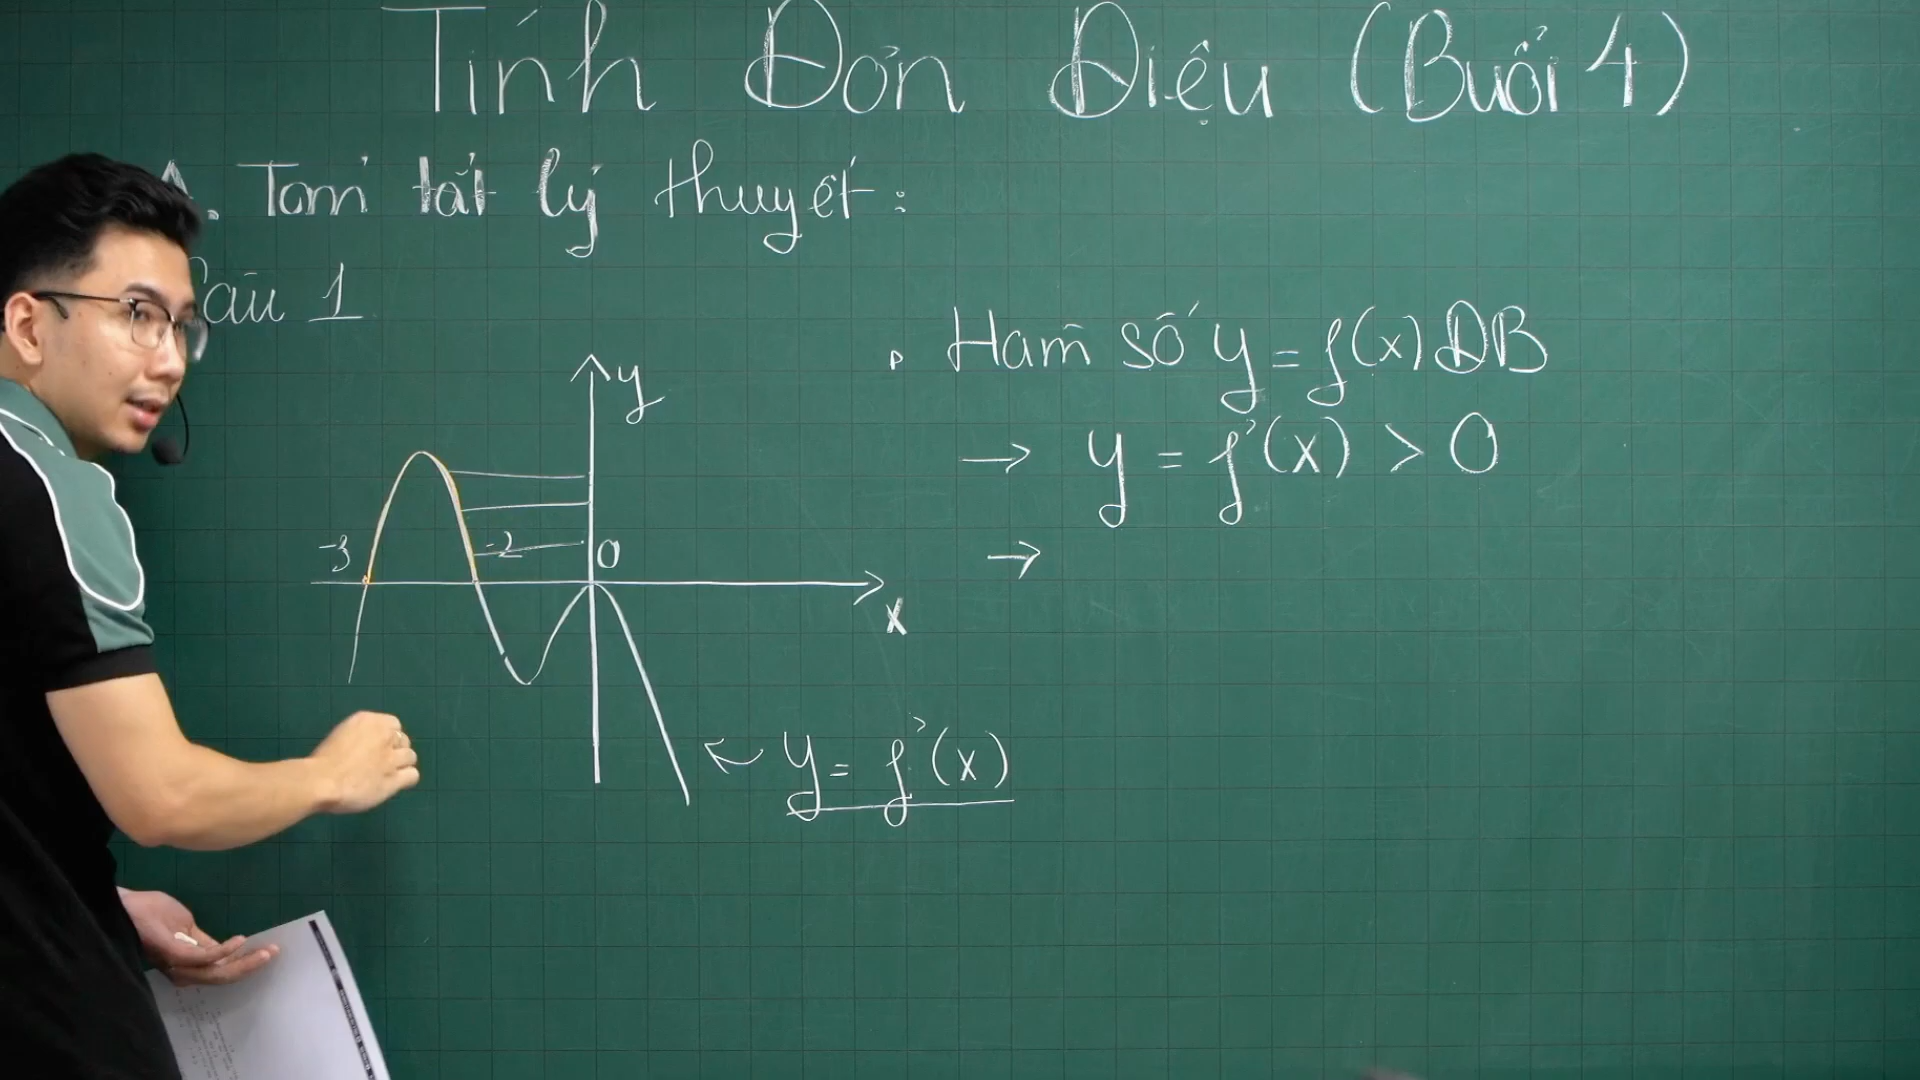 Tính Đơn Điệu (Buổi 4)
A. Tóm tắt lý thuyết:
Câu 1
Hàm số y = f(x) ĐB
→ y = f'(x) > 0
→
y
-3
-2
0
x
y = f'(x)